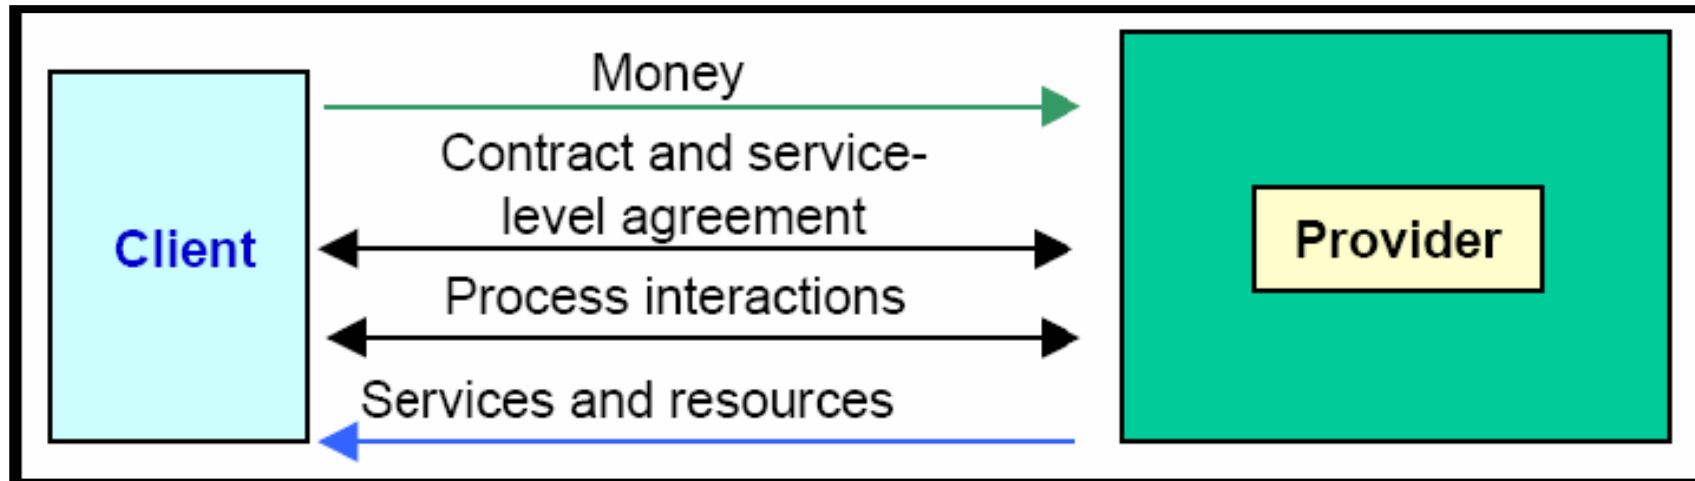 Money
Contract and service-
level agreement
Client
Provider
Process interactions
Services and resources